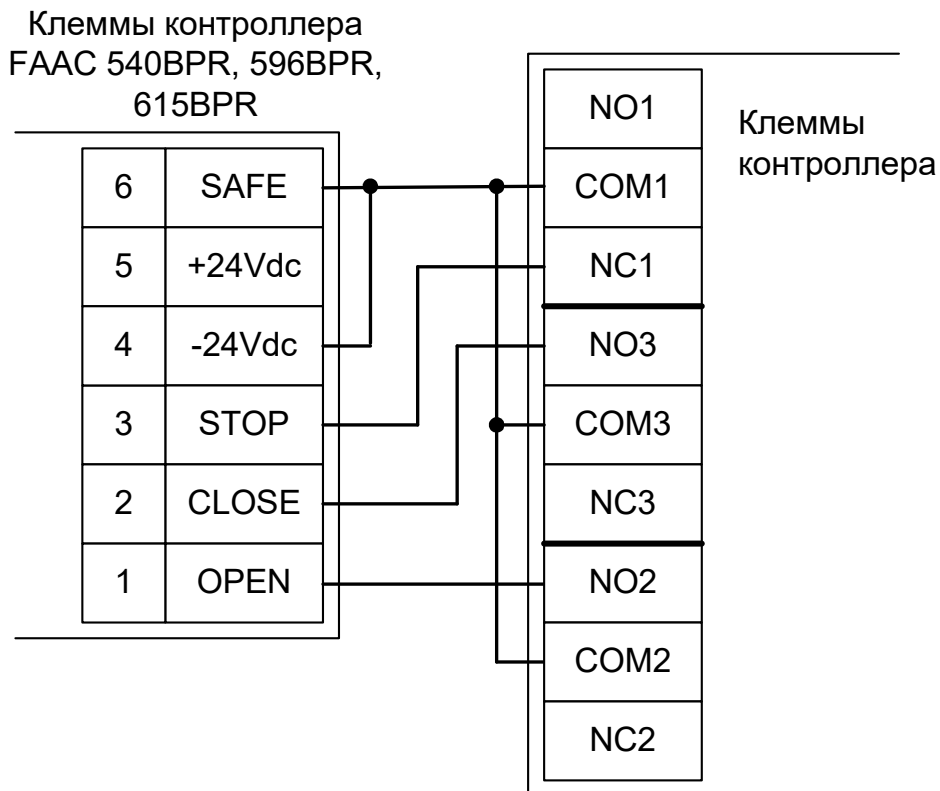 Клеммы контроллера
FAAC 540BPR, 596BPR,
615BPR
6 SAFE
5 +24Vdc
4 -24Vdc
3 STOP
2 CLOSE
1 OPEN
Клеммы
контроллера
NO1
COM1
NC1
NO3
COM3
NC3
NO2
COM2
NC2